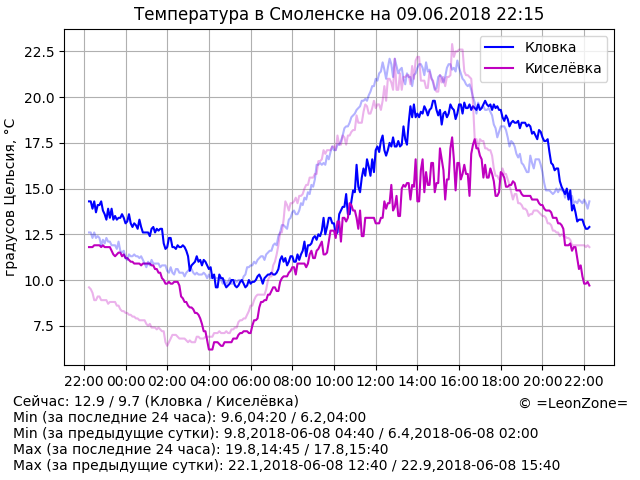 Температура в Смоленске на 09.06.2018 22:15
градусов Цельсия, °C
22.5
20.0
17.5
15.0
12.5
10.0
7.5
Кловка
Киселёвка
22:00 00:00 02:00 04:00 06:00 08:00 10:00 12:00 14:00 16:00 18:00 20:00 22:00
Сейчас: 12.9 / 9.7 (Кловка / Киселёвка)
© =LeonZone=
Min (за последние 24 часа): 9.6,04:20 / 6.2,04:00
Min (за предыдущие сутки): 9.8,2018-06-08 04:40 / 6.4,2018-06-08 02:00
Max (за последние 24 часа): 19.8,14:45 / 17.8,15:40
Max (за предыдущие сутки): 22.1,2018-06-08 12:40 / 22.9,2018-06-08 15:40